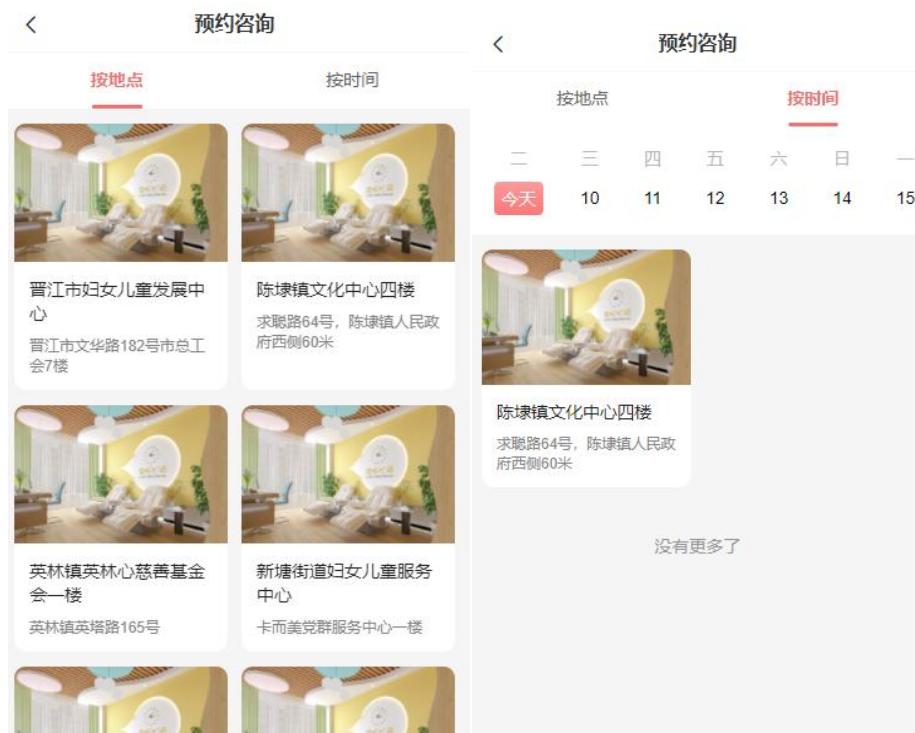 预约咨询
按地点
按时间
晋江市妇女儿童发展中
心
晋江市文华路182号市总工
会7楼
陈埭镇文化中心四楼
求聪路64号，陈埭镇人民政
府西侧60米
英林镇英林心慈善基金
会一楼
英林镇英塔路165号
新塘街道妇女儿童服务
中心
卡而美党群服务中心一楼
预约咨询
按地点
按时间
二 三 四 五 六 日 一
今天 10 11 12 13 14 15
陈埭镇文化中心四楼
求聪路64号，陈埭镇人民政
府西侧60米
没有更多了